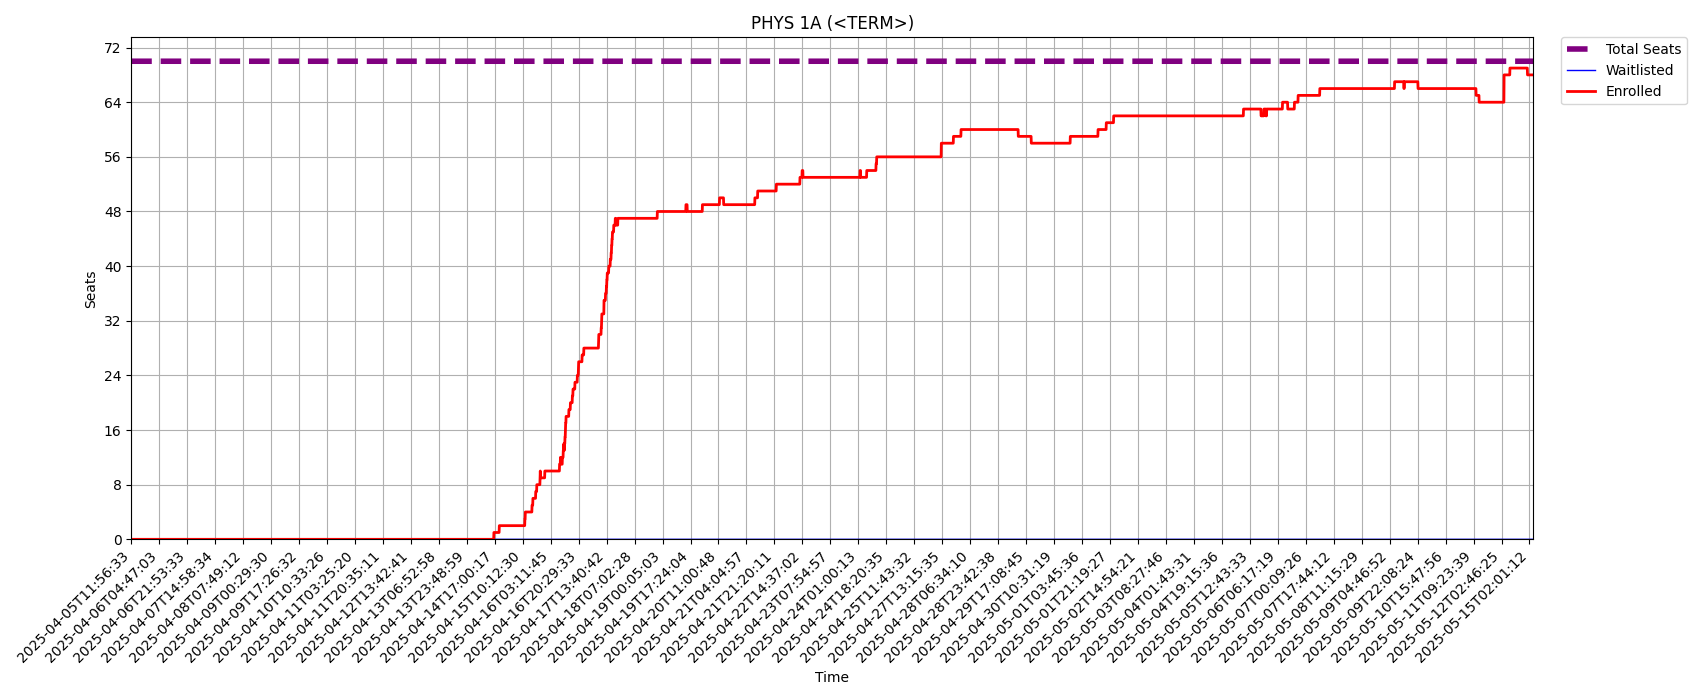 PHYS 1A (<TERM>)
Total Seats
Waitlisted
Enrolled
Seats
72
64
56
48
40
32
24
16
8
0
2025-04-05T11:56:33
2025-04-06T04:47:03
2025-04-06T21:53:33
2025-04-07T14:58:34
2025-04-08T07:49:12
2025-04-09T00:29:30
2025-04-09T17:26:32
2025-04-10T10:33:26
2025-04-11T03:25:20
2025-04-11T20:35:11
2025-04-12T13:42:41
2025-04-13T06:52:58
2025-04-13T23:48:59
2025-04-14T17:00:17
2025-04-15T10:12:30
2025-04-16T03:11:45
2025-04-16T20:29:33
2025-04-17T13:40:42
2025-04-18T07:02:28
2025-04-19T00:05:03
2025-04-19T17:24:04
2025-04-20T11:00:48
2025-04-21T04:04:57
2025-04-21T21:20:11
2025-04-22T14:37:02
2025-04-23T07:54:57
2025-04-24T01:00:13
2025-04-24T18:20:35
2025-04-25T11:43:32
2025-04-27T13:15:35
2025-04-28T06:34:10
2025-04-28T23:42:38
2025-04-29T17:08:45
2025-04-30T10:31:19
2025-05-01T03:45:36
2025-05-01T21:19:27
2025-05-02T14:54:21
2025-05-03T08:27:46
2025-05-04T01:43:31
2025-05-04T19:15:36
2025-05-05T12:43:33
2025-05-06T06:17:19
2025-05-07T00:09:26
2025-05-07T17:44:12
2025-05-08T11:15:29
2025-05-09T04:46:52
2025-05-09T22:08:24
2025-05-10T15:47:56
2025-05-11T09:23:39
2025-05-12T02:46:25
2025-05-15T02:01:12
Time